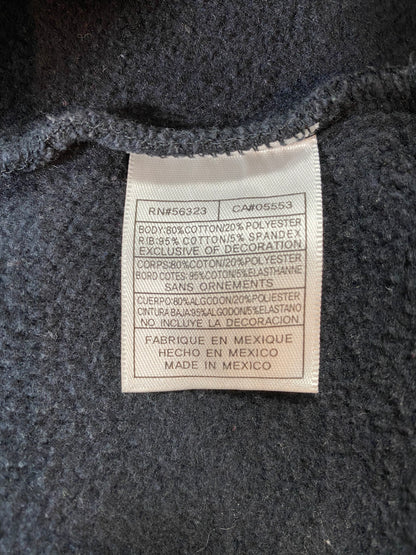 RN#56323 CA#05553
BODY:80%COTTON/20%POLYESTER
RIB:95% COTTON/5% SPANDEX
EXCLUSIVE OF DECORATION
CORPS:80%COTON/20%POLYESTER
BORD COTES: 95%COTON/5%ELASTHANNE
SANS ORNEMENTS
CUERPO:80%ALGODON/20%POLIESTER
CINTURA BAJA:95%ALGODON/5%ELASTANO
NO INCLUYE LA DECORACION
FABRIQUE EN MEXIQUE
HECHO EN MEXICO
MADE IN MEXICO